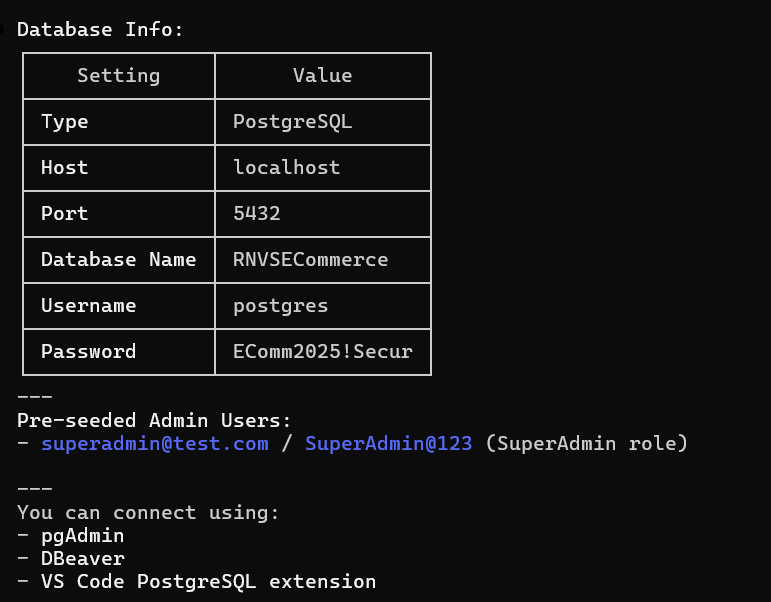 Database Info:
Setting Value
Type PostgreSQL
Host localhost
Port 5432
Database Name RNVSECommerce
Username postgres
Password EComm2025!Secur
---
Pre-seeded Admin Users:
- superadmin@test.com / SuperAdmin@123 (SuperAdmin role)
---
You can connect using:
- pgAdmin
- DBeaver
- VS Code PostgreSQL extension